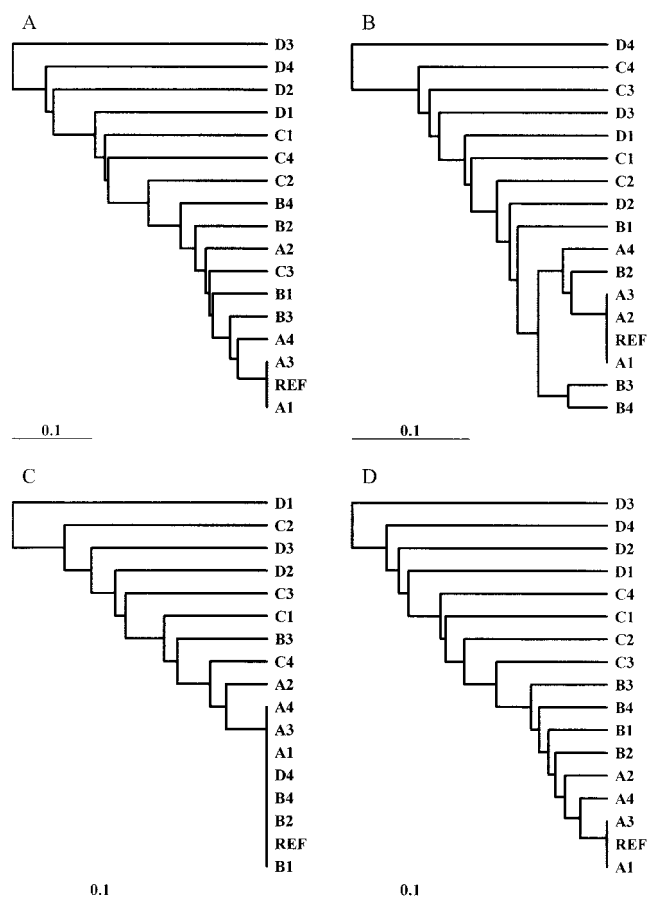 A
D3
D4
D2
D1
C1
C4
C2
B4
B2
A2
C3
B1
B3
A4
A3
REF
A1
0.1
B
D4
C4
C3
D3
D1
C1
C2
D2
B1
A4
B2
A3
A2
REF
A1
B3
B4
0.1
C
D1
C2
D3
D2
C3
C1
B3
C4
A2
A4
A3
A1
D4
B4
B2
REF
B1
0.1
D
D3
D4
D2
D1
C4
C1
C2
C3
B3
B4
B1
B2
A2
A4
A3
REF
A1
0.1